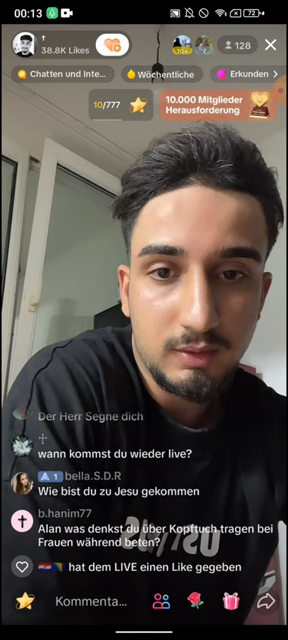 00:13
72
†
38.8K Likes
128
Chatten und Inte...
Wöchentliche
Erkunden
10/777
10.000 Mitglieder
Herausforderung
Der Herr Segne dich
wann kommst du wieder live?
1 bella.S.D.R
Wie bist du zu Jesu gekommen
b.hanim77
Alan was denkst du über Kopftuch tragen bei
Frauen während beten?
hat dem LIVE einen Like gegeben
Kommenta...